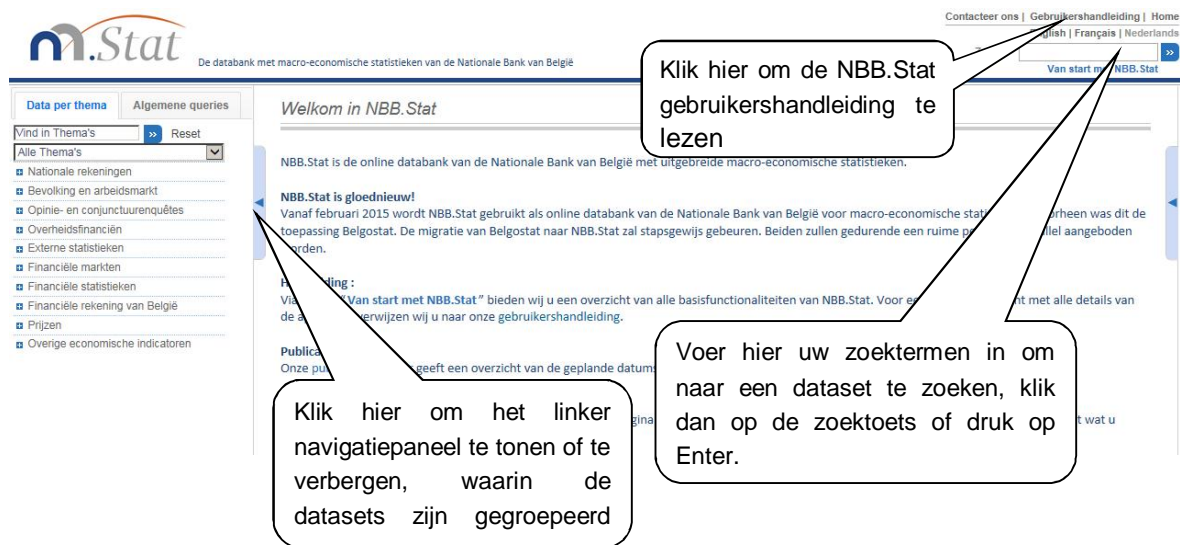 Contacteer ons | Gebruikershandleiding | Home
English | Français | Nederlands
.Stat
De databank met macro-economische statistieken van de Nationale Bank van België
Van start met NBB.Stat
Klik hier om de NBB.Stat
gebruikershandleiding te
lezen
Data per thema
Algemene queries
Vind in Thema's
Reset
Alle Thema's
Nationale rekeningen
Bevolking en arbeidsmarkt
Opinie- en conjunctuurenquêtes
Overheidsfinanciën
Externe statistieken
Financiële markten
Financiële statistieken
Financiële rekening van België
Prijzen
Overige economische indicatoren
Welkom in NBB.Stat
NBB.Stat is de online databank van de Nationale Bank van België met uitgebreide macro-economische statistieken.
NBB.Stat is gloednieuw!
Vanaf februari 2015 wordt NBB.Stat gebruikt als online databank van de Nationale Bank van België voor macro-economische was dit de
toepassing Belgostat. De migratie van Belgostat naar NBB.Stat zal stapsgewijs gebeuren. Beiden zullen gedurende een ruime aangeboden
"Van start met NBB.Stat" bieden wij u een overzicht van alle basisfunctionaliteiten van NBB.Stat. Voor met alle details van
de verwijzen wij u naar onze gebruikershandleiding.
Onze geeft een overzicht van de geplande
wat u
Voer hier uw zoektermen in om
naar een dataset te zoeken, klik
dan op de zoektoets of druk op
Enter.
Klik hier om het linker
navigatiepaneel te tonen of te
verbergen, waarin de
datasets zijn gegroepeerd